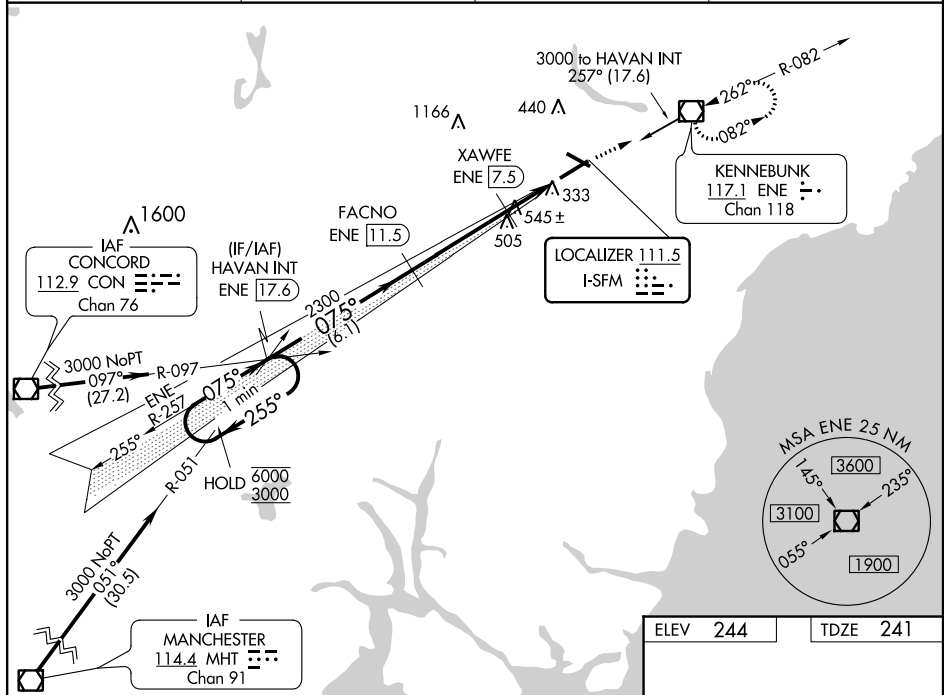 3000 to HAVAN INT
257° (17.6)
R-082
262°
082°
1166
440
XAWFE
ENE 7.5
333
545 ±
505
KENNEBUNK
117.1 ENE
Chan 118
FACNO
ENE 11.5
LOCALIZER 111.5
I-SFM
1600
IAF
CONCORD
112.9 CON
Chan 76
(IF/IAF)
HAVAN INT
ENE 17.6
2300
075°
(6.1)
3000 NoPT
097°
(27.2)
R-097
ENE
R-257
075°
1 min
255°
255°
R-051
HOLD 6000
3000
3000 NoPT
051°
(30.5)
IAF
MANCHESTER
114.4 MHT
Chan 91
MSA ENE 25 NM
145°
3600
235°
3100
055°
1900
ELEV 244
TDZE 241